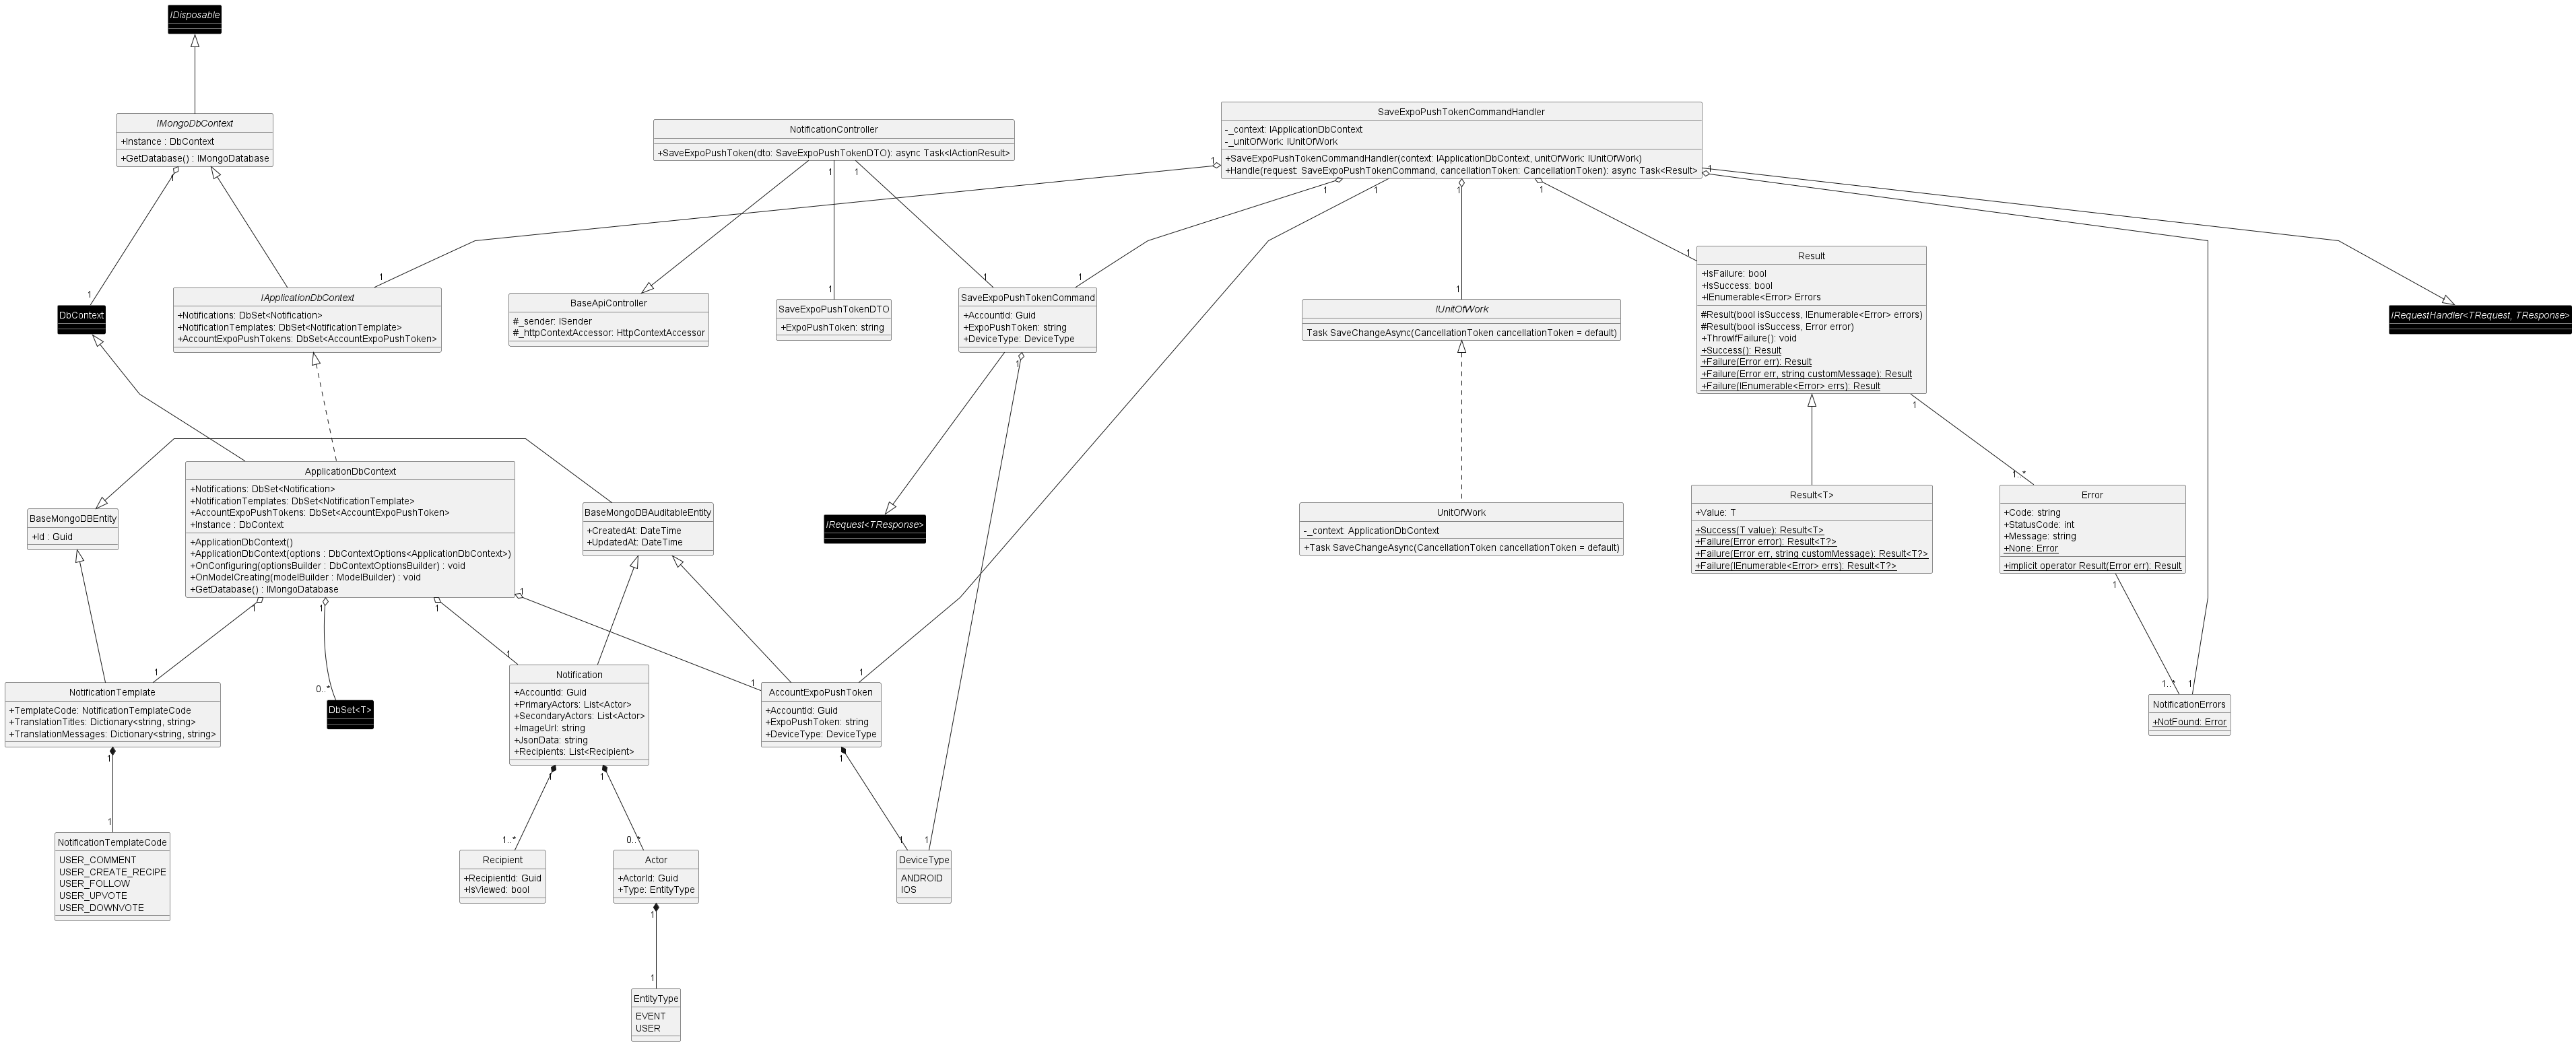 IDisposable
IMongoDbContext
+Instance : DbContext
+GetDatabase() : IMongoDatabase
1
NotificationController
+SaveExpoPushToken(dto: SaveExpoPushTokenDTO): async Task<IActionResult>
1
1
SaveExpoPushTokenCommandHandler
-_context: IApplicationDbContext
-_unitOfWork: IUnitOfWork
+SaveExpoPushTokenCommandHandler(context: IApplicationDbContext, unitOfWork: IUnitOfWork)
+Handle(request: SaveExpoPushTokenCommand, cancellationToken: CancellationToken): async Task<Result>
1
1
1
1
1
1
1
DbContext
1
IApplicationDbContext
+Notifications: DbSet<Notification>
+NotificationTemplates: DbSet<NotificationTemplate>
+AccountExpoPushTokens: DbSet<AccountExpoPushToken>
BaseApiController
#_sender: ISender
#_httpContextAccessor: HttpContextAccessor
1
SaveExpoPushTokenDTO
+ExpoPushToken: string
1
1
SaveExpoPushTokenCommand
+AccountId: Guid
+ExpoPushToken: string
+DeviceType: DeviceType
1
1
IUnitOfWork
Task SaveChangeAsync(CancellationToken cancellationToken = default)
1
Result
+IsFailure: bool
+IsSuccess: bool
+IEnumerable<Error> Errors
#Result(bool isSuccess, IEnumerable<Error> errors)
#Result(bool isSuccess, Error error)
+ThrowIfFailure(): void
+Success(): Result
+Failure(Error err): Result
+Failure(Error err, string customMessage): Result
+Failure(IEnumerable<Error> errs): Result
1
IRequestHandler<TRequest, TResponse>
BaseMongoDBEntity
+Id : Guid
ApplicationDbContext
+Notifications: DbSet<Notification>
+NotificationTemplates: DbSet<NotificationTemplate>
+AccountExpoPushTokens: DbSet<AccountExpoPushToken>
+Instance : DbContext
+ApplicationDbContext()
+ApplicationDbContext(options : DbContextOptions<ApplicationDbContext>)
+OnConfiguring(optionsBuilder : DbContextOptionsBuilder) : void
+OnModelCreating(modelBuilder : ModelBuilder) : void
+GetDatabase() : IMongoDatabase
1
1
1
1
BaseMongoDBAuditableEntity
+CreatedAt: DateTime
+UpdatedAt: DateTime
IRequest<TResponse>
UnitOfWork
-_context: ApplicationDbContext
+Task SaveChangeAsync(CancellationToken cancellationToken = default)
Result<T>
+Value: T
+Success(T value): Result<T>
+Failure(Error error): Result<T?>
+Failure(Error err, string customMessage): Result<T?>
+Failure(IEnumerable<Error> errs): Result<T?>
1..*
Error
+Code: string
+StatusCode: int
+Message: string
+None: Error
+implicit operator Result(Error err): Result
1
1
NotificationTemplate
+TemplateCode: NotificationTemplateCode
+TranslationTitles: Dictionary<string, string>
+TranslationMessages: Dictionary<string, string>
1
0..*
DbSet<T>
1
Notification
+AccountId: Guid
+PrimaryActors: List<Actor>
+SecondaryActors: List<Actor>
+ImageUrl: string
+JsonData: string
+Recipients: List<Recipient>
1
1
1
1
AccountExpoPushToken
+AccountId: Guid
+ExpoPushToken: string
+DeviceType: DeviceType
1
1..*
1
NotificationErrors
+NotFound: Error
1
NotificationTemplateCode
USER_COMMENT
USER_CREATE_RECIPE
USER_FOLLOW
USER_UPVOTE
USER_DOWNVOTE
1..*
Recipient
+RecipientId: Guid
+IsViewed: bool
0..*
Actor
+ActorId: Guid
+Type: EntityType
1
1
1
DeviceType
ANDROID
IOS
1
EntityType
EVENT
USER